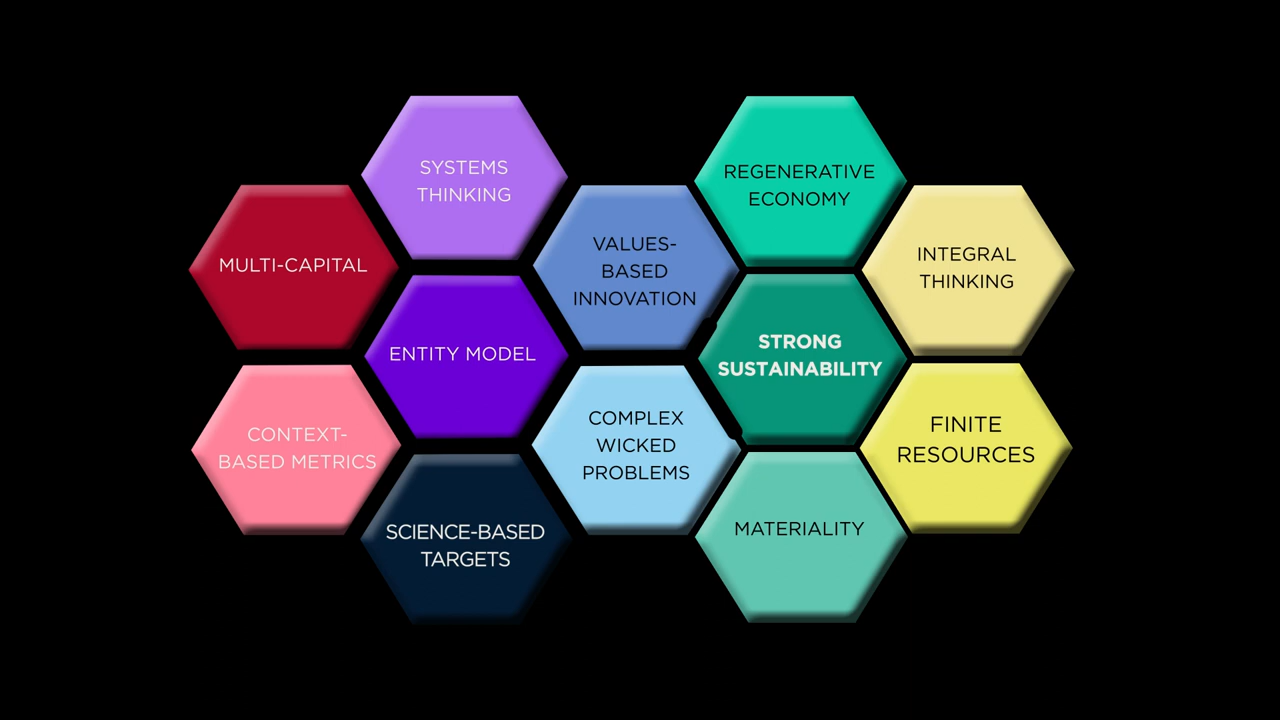 SYSTEMS
THINKING
REGENERATIVE
ECONOMY
MULTI-CAPITAL
VALUES-
BASED
INNOVATION
INTEGRAL
THINKING
ENTITY MODEL
STRONG
SUSTAINABILITY
CONTEXT-
BASED METRICS
COMPLEX
WICKED
PROBLEMS
FINITE
RESOURCES
SCIENCE-BASED
TARGETS
MATERIALITY